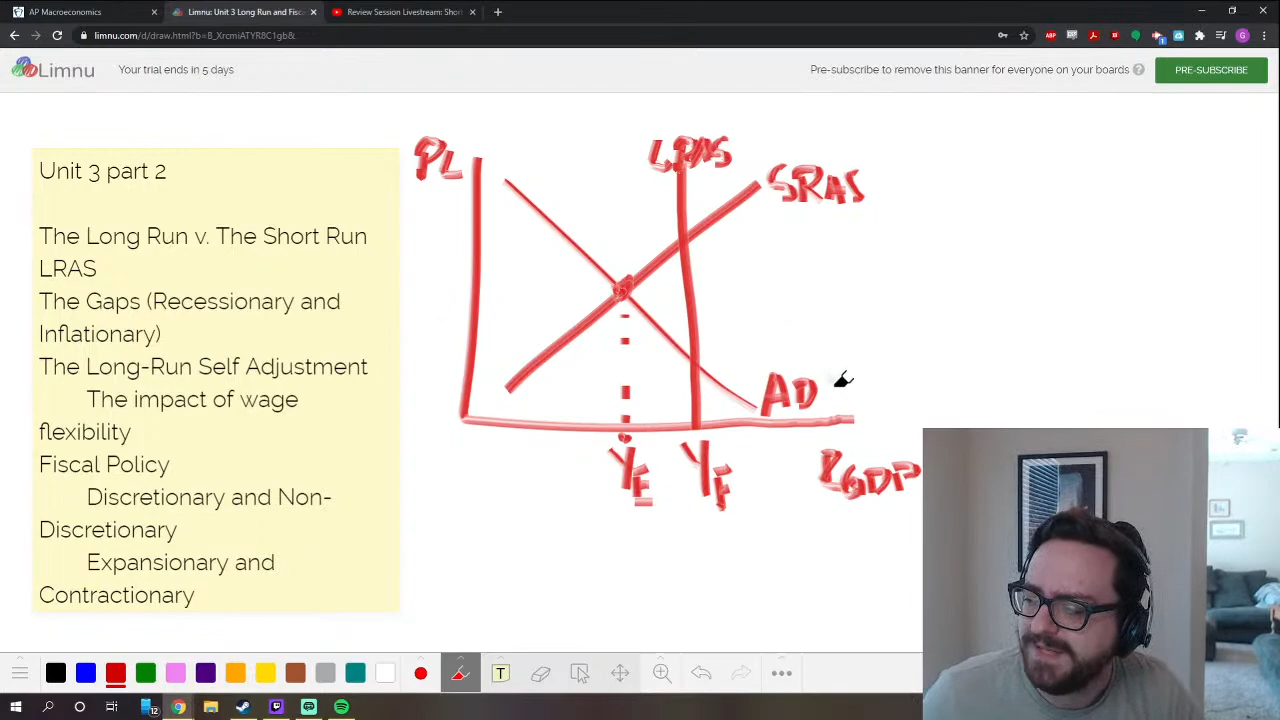 AP Macroeconomics
Limnu: Unit 3 Long Run and Fisca
Review Session Livestream: Short
limnu.com/d/draw.html?b=B_XrcmiATYR8C1gb&
Limnu
Your trial ends in 5 days
Pre-subscribe to remove this banner for everyone on your boards
PRE-SUBSCRIBE
Unit 3 part 2
The Long Run v. The Short Run
LRAS
The Gaps (Recessionary and
Inflationary)
The Long-Run Self Adjustment
The impact of wage
flexibility
Fiscal Policy
Discretionary and Non-
Discretionary
Expansionary and
Contractionary
PL
LRAS
SRAS
AD
YE
YF
RGDP
T
12